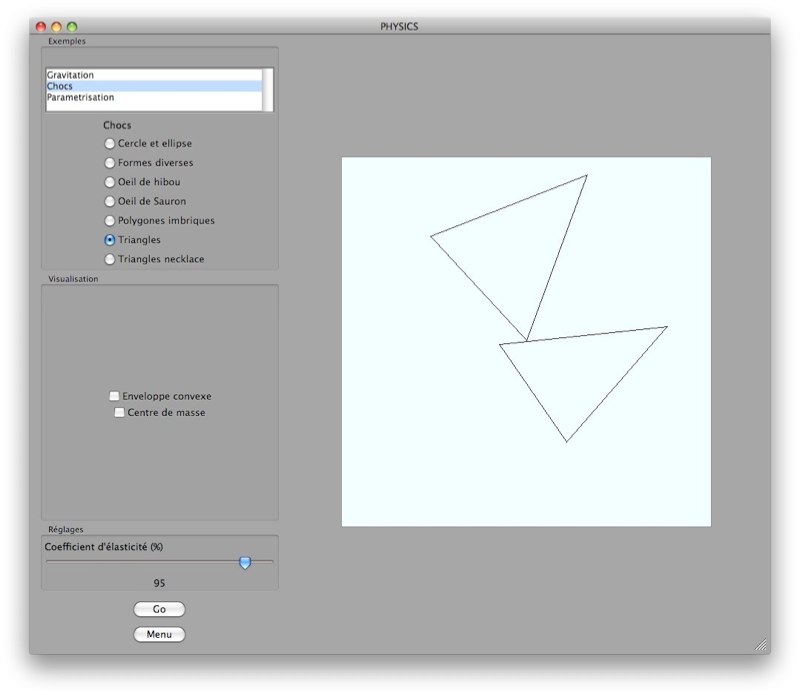 PHYSICS
Exemples
Gravitation
Chocs
Parametrisation
Chocs
Cercle et ellipse
Formes diverses
Oeil de hibou
Oeil de Sauron
Polygones imbriques
Triangles
Triangles necklace
Visualisation
Enveloppe convexe
Centre de masse
Réglages
Coefficient d'élasticité (%)
95
Go
Menu